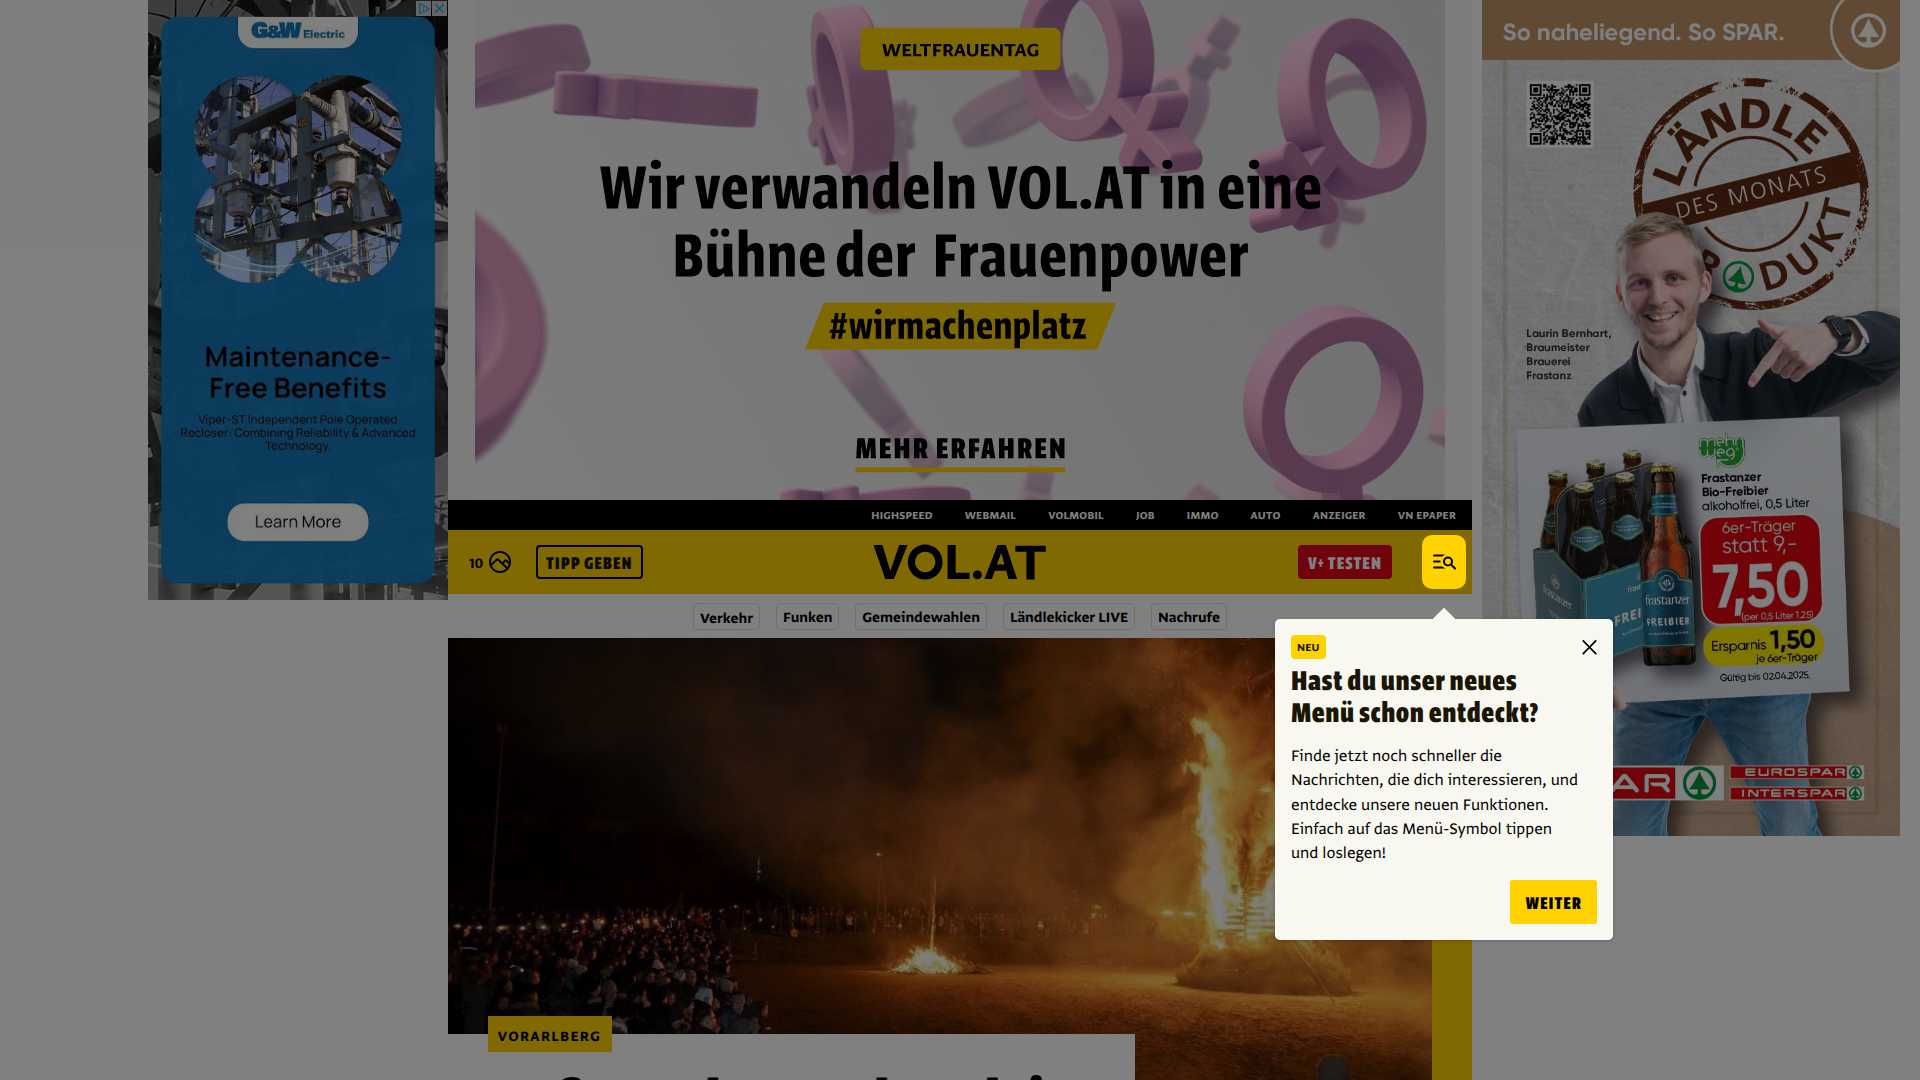 G&W Electric
Maintenance-
Free Benefits
Viper-ST Independent Pole Operated
Recloser: Combining Reliability & Advanced
Technology.
Learn More
WELTFRAUENTAG
Wir verwandeln VOL.AT in eine
Bühne der Frauenpower
#wirmachenplatz
MEHR ERFAHREN
So naheliegend. So SPAR.
LÄNDLE
DES MONATS
PRODUKT
Laurin Bernhart,
Braumeister
Brauerei
Frastanz
mehr
weg
Frastanzer
Bio-Freibier
alkoholfrei, 0,5 Liter
6er-Träger
statt 9,-
7,50
(per 0,5 Liter 1.25)
Ersparnis 1,50
je 6er-Träger
Gültig bis 02.04.2025.
frastanzer
FREIBIER
EUROSPAR
INTERSPAR
HIGHSPEED WEBMAIL VOLMOBIL JOB IMMO AUTO ANZEIGER VN EPAPER
10 TIPP GEBEN VOL.AT V+ TESTEN
Verkehr Funken Gemeindewahlen Ländlekicker LIVE Nachrufe
NEU
Hast du unser neues
Menü schon entdeckt?
Finde jetzt noch schneller die
Nachrichten, die dich interessieren, und
entdecke unsere neuen Funktionen.
Einfach auf das Menü-Symbol tippen
und loslegen!
WEITER
VORARLBERG